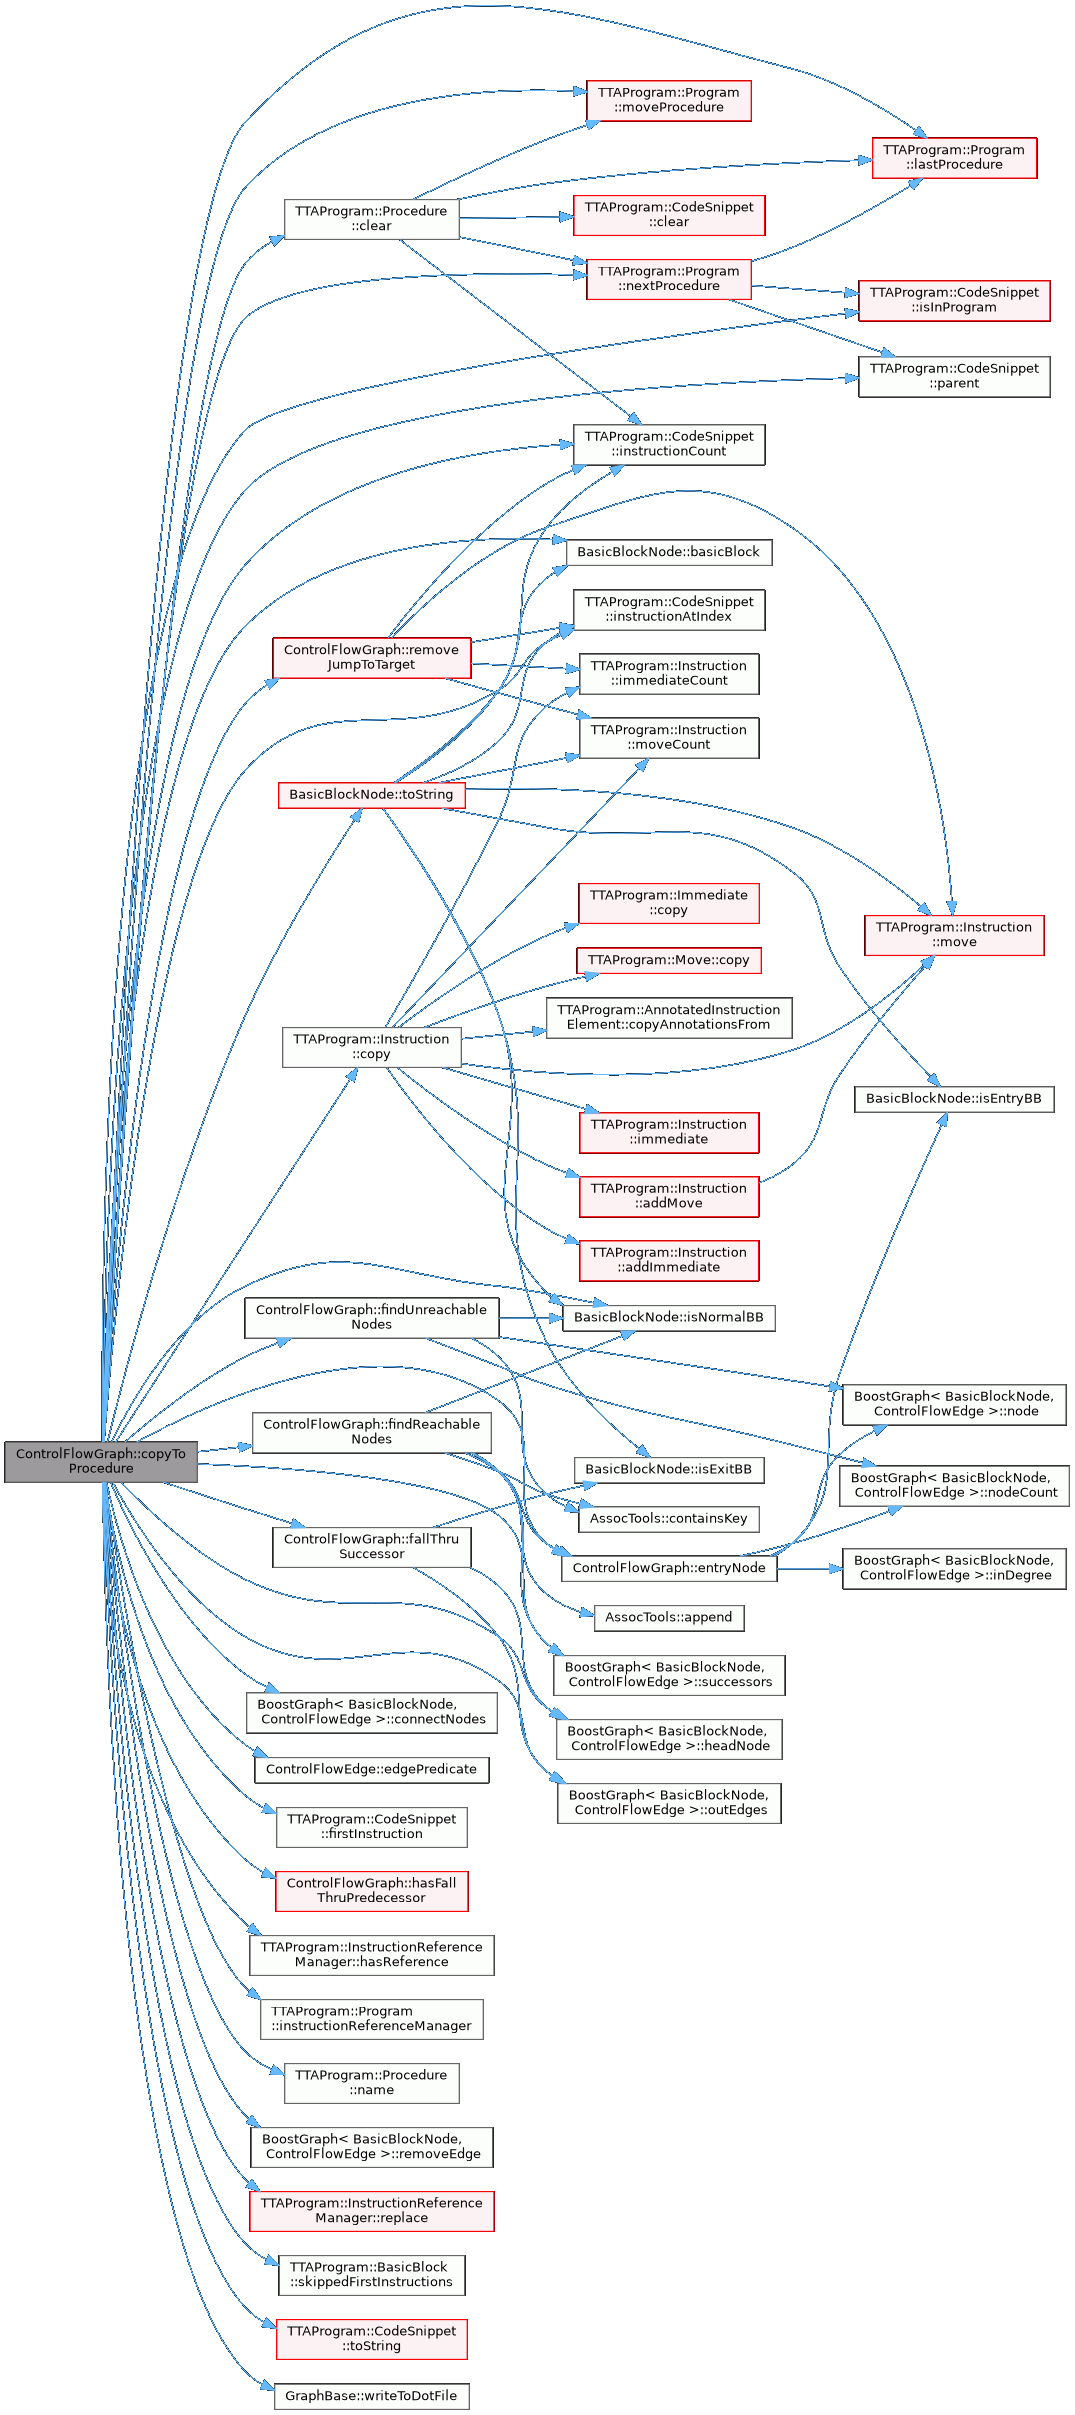 TTAProgram::Program
::moveProcedure
TTAProgram::Program
::lastProcedure
TTAProgram::Procedure
::clear
TTAProgram::CodeSnippet
::clear
TTAProgram::Program
::nextProcedure
TTAProgram::CodeSnippet
::isInProgram
TTAProgram::CodeSnippet
::parent
TTAProgram::CodeSnippet
::instructionCount
BasicBlockNode::basicBlock
TTAProgram::CodeSnippet
::instructionAtIndex
ControlFlowGraph::remove
JumpToTarget
TTAProgram::Instruction
::immediateCount
TTAProgram::Instruction
::moveCount
BasicBlockNode::toString
TTAProgram::Immediate
::copy
TTAProgram::Instruction
::move
TTAProgram::Move::copy
TTAProgram::AnnotatedInstruction
Element::copyAnnotationsFrom
TTAProgram::Instruction
::copy
BasicBlockNode::isEntryBB
TTAProgram::Instruction
::immediate
TTAProgram::Instruction
::addMove
TTAProgram::Instruction
::addImmediate
ControlFlowGraph::findUnreachable
Nodes
BasicBlockNode::isNormalBB
BoostGraph< BasicBlockNode,
ControlFlowEdge >::node
ControlFlowGraph::findReachable
Nodes
ControlFlowGraph::copyTo
Procedure
BasicBlockNode::isExitBB
BoostGraph< BasicBlockNode,
ControlFlowEdge >::nodeCount
AssocTools::containsKey
ControlFlowGraph::fallThru
Successor
ControlFlowGraph::entryNode
BoostGraph< BasicBlockNode,
ControlFlowEdge >::inDegree
AssocTools::append
BoostGraph< BasicBlockNode,
ControlFlowEdge >::successors
BoostGraph< BasicBlockNode,
ControlFlowEdge >::connectNodes
BoostGraph< BasicBlockNode,
ControlFlowEdge >::headNode
ControlFlowEdge::edgePredicate
BoostGraph< BasicBlockNode,
ControlFlowEdge >::outEdges
TTAProgram::CodeSnippet
::firstInstruction
ControlFlowGraph::hasFall
ThruPredecessor
TTAProgram::InstructionReference
Manager::hasReference
TTAProgram::Program
::instructionReferenceManager
TTAProgram::Procedure
::name
BoostGraph< BasicBlockNode,
ControlFlowEdge >::removeEdge
TTAProgram::InstructionReference
Manager::replace
TTAProgram::BasicBlock
::skippedFirstInstructions
TTAProgram::CodeSnippet
::toString
GraphBase::writeToDotFile